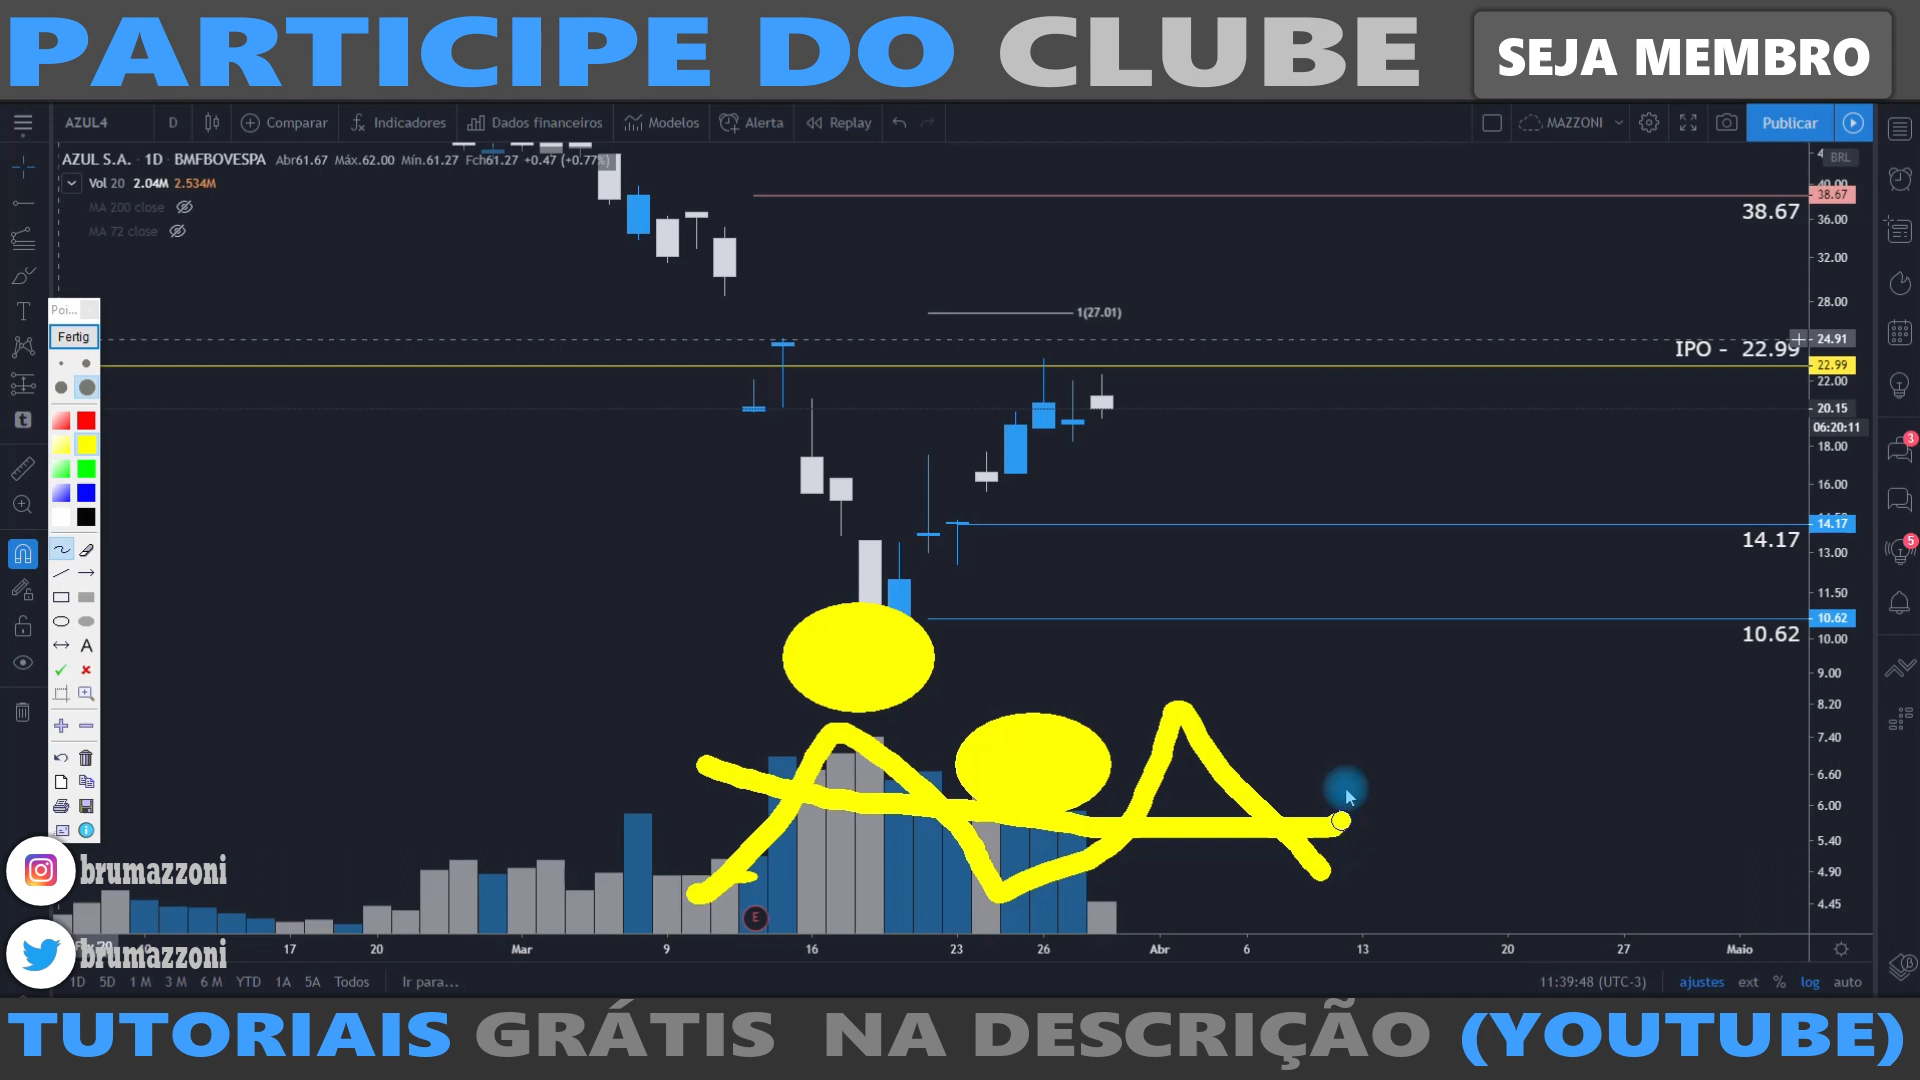 PARTICIPE DO CLUBE
SEJA MEMBRO
AZUL4 D Comparar Indicadores Dados financeiros Modelos Alerta Replay MAZZONI Publicar
AZUL S.A. · 1D · BMFBOVESPA Abr61.67 Máx.62.00 Mín.61.27 Fch61.27 +0.47 (+0.77%)
BRL
Vol 20 2.04M 2.534M
MA 200 close
MA 72 close
40.00
38.67
38.67
36.00
32.00
28.00
1(27.01)
24.91
IPO - 22.99
22.99
22.00
20.15
06:20:11
18.00
16.00
14.17
14.17
13.00
11.50
10.62
10.62
10.00
9.00
8.20
7.40
6.60
6.00
5.40
4.90
4.45
Poi...
Fertig
A
3
5
E
brumazzoni
brumazzoni
17 20 Mar 9 16 23 26 Abr 6 13 20 27 Maio
1D 5D 1M 3M 6M YTD 1A 5A Todos Ir para... 11:39:48 (UTC-3) ajustes ext % log auto
TUTORIAIS GRÁTIS NA DESCRIÇÃO (YOUTUBE)